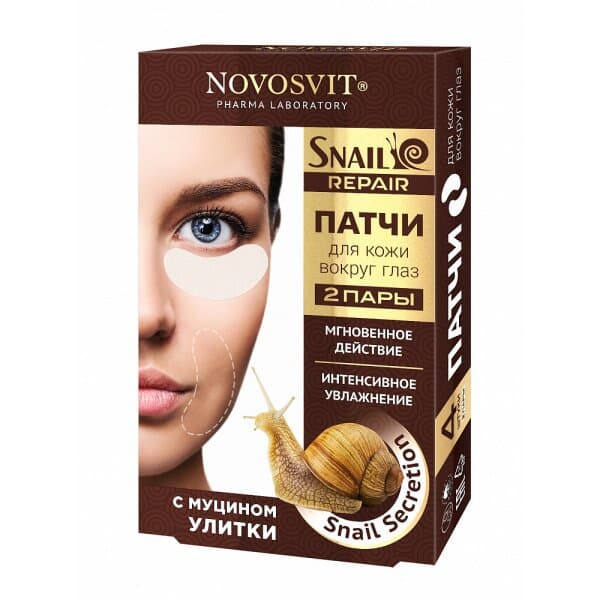 NOVOSVIT®
PHARMA LABORATORY
SNAIL
REPAIR
ПАТЧИ
для кожи
вокруг глаз
2 ПАРЫ
МГНОВЕННОЕ
ДЕЙСТВИЕ
ИНТЕНСИВНОЕ
УВЛАЖНЕНИЕ
Snail Secretion
С МУЦИНОМ
УЛИТКИ
ПАТЧИ
для кожи
вокруг глаз
4